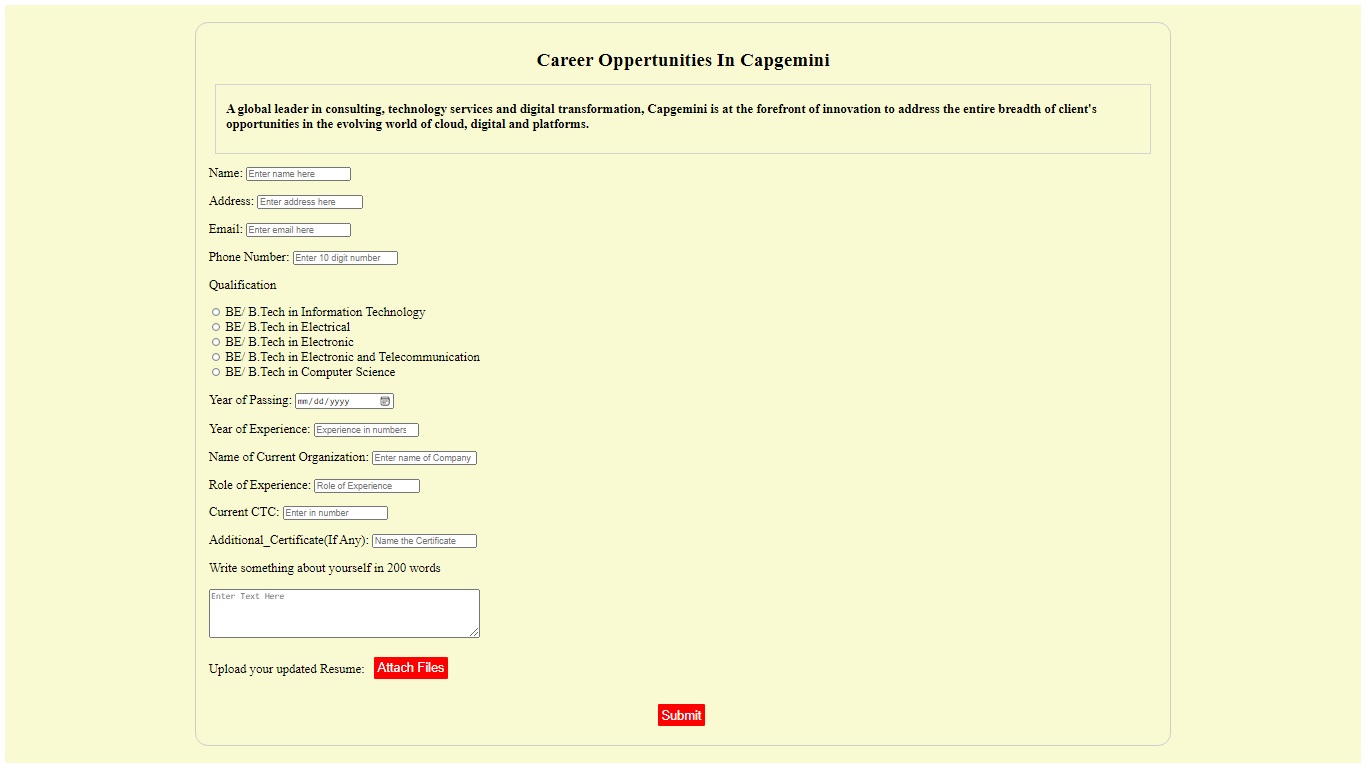 Career Oppertunities In Capgemini
A global leader in consulting, technology services and digital transformation, Capgemini is at the forefront of innovation to address the entire breadth of client's
opportunities in the evolving world of cloud, digital and platforms.
Name: Enter name here
Address: Enter address here
Email: Enter email here
Phone Number: Enter 10 digit number
Qualification
BE/ B.Tech in Information Technology
BE/ B.Tech in Electrical
BE/ B.Tech in Electronic
BE/ B.Tech in Electronic and Telecommunication
BE/ B.Tech in Computer Science
Year of Passing: mm/dd/yyyy
Year of Experience: Experience in numbers
Name of Current Organization: Enter name of Company
Role of Experience: Role of Experience
Current CTC: Enter in number
Additional_Certificate(If Any): Name the Certificate
Write something about yourself in 200 words
Enter Text Here
Upload your updated Resume: Attach Files
Submit